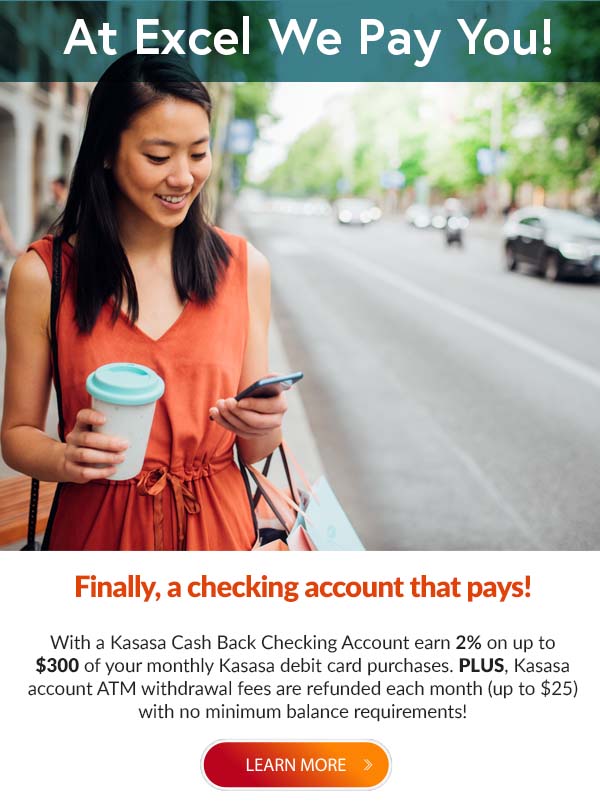 At Excel We Pay You!
Finally, a checking account that pays!
With a Kasasa Cash Back Checking Account earn 2% on up to
$300 of your monthly Kasasa debit card purchases. PLUS, Kasasa
account ATM withdrawal fees are refunded each month (up to $25)
with no minimum balance requirements!
LEARN MORE